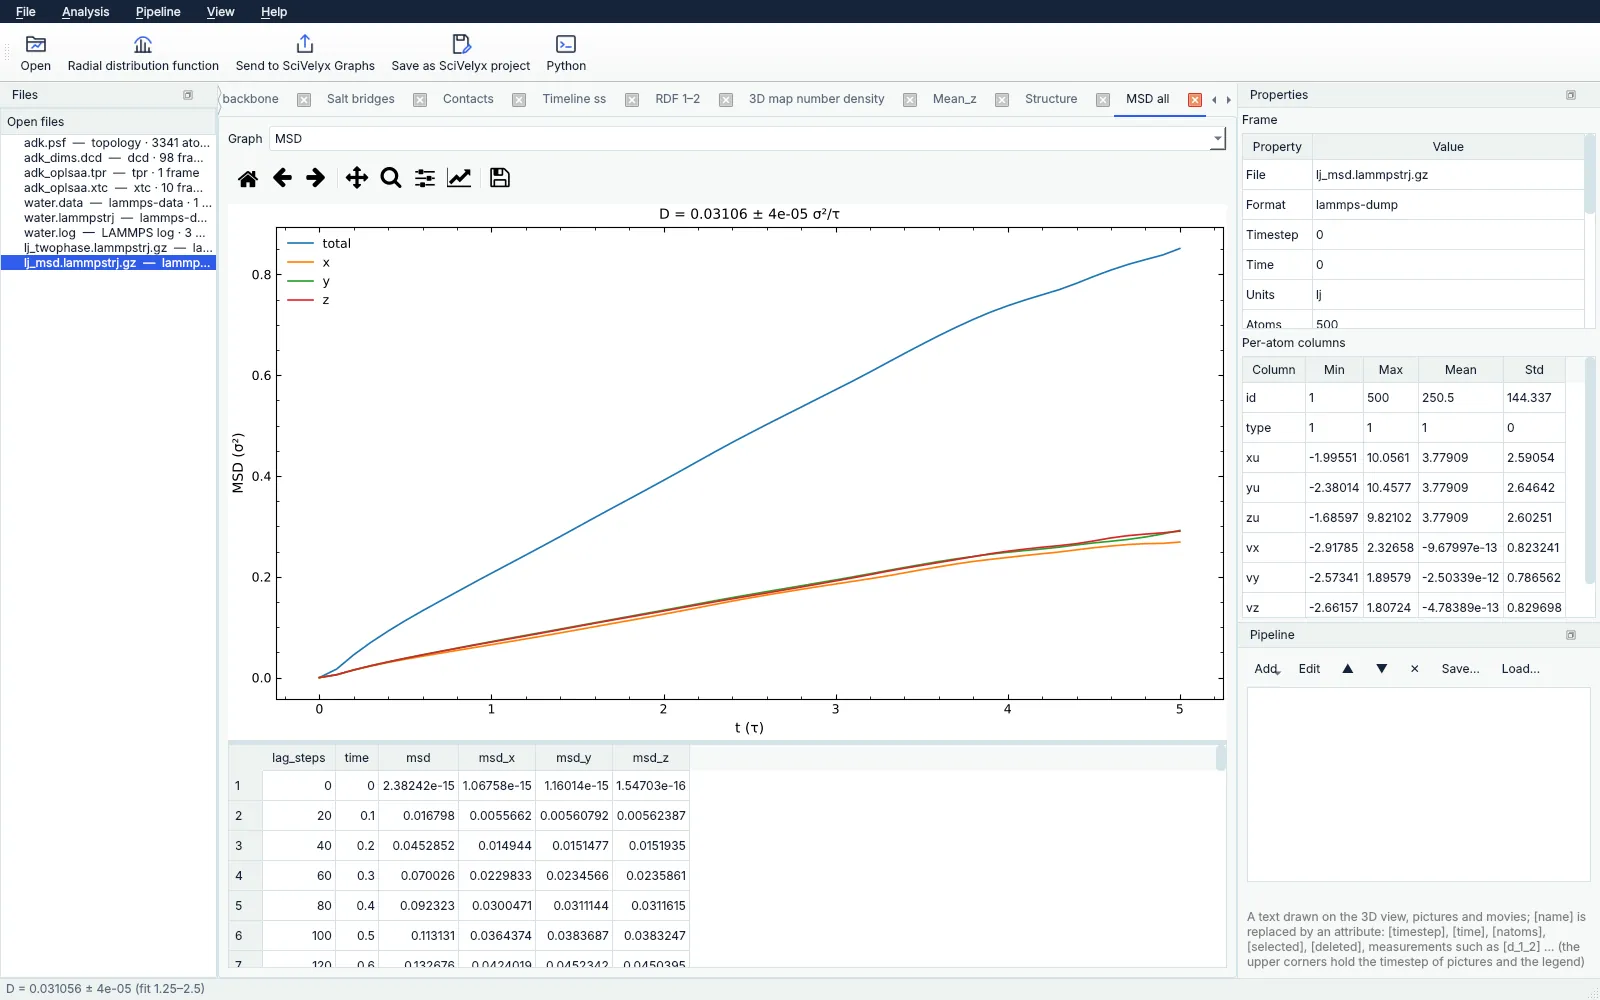 File Analysis Pipeline View Help
Open Radial distribution function Send to SciVelyx Graphs Save as SciVelyx project Python
Files
Open files
adk.psf — topology · 3341 ato...
adk_dims.dcd — dcd · 98 fra...
adk_oplsaa.tpr — tpr · 1 frame
adk_oplsaa.xtc — xtc · 10 fra...
water.data — lammps-data · 1 ...
water.lammpstrj — lammps-d...
water.log — LAMMPS log · 3 ...
lj_twophase.lammpstrj.gz — la...
lj_msd.lammpstrj.gz — lammp...
backbone Salt bridges Contacts Timeline ss RDF 1–2 3D map number density Mean_z Structure MSD all
Graph MSD
D = 0.03106 ± 4e-05 σ²/τ
total
x
y
z
MSD (σ²)
0.8
0.6
0.4
0.2
0.0
0 1 2 3 4 5
t (τ)
lag_steps time msd msd_x msd_y msd_z
1 0 0 2.38242e-15 1.06758e-15 1.16014e-15 1.54703e-16
2 20 0.1 0.016798 0.0055662 0.00560792 0.00562387
3 40 0.2 0.0452852 0.014944 0.0151477 0.0151935
4 60 0.3 0.070026 0.0229833 0.0234566 0.0235861
5 80 0.4 0.092323 0.0300471 0.0311144 0.0311615
6 100 0.5 0.113131 0.0364374 0.0383687 0.0383247
7 120 0.6 0.132676 0.0424019 0.0452342 0.0450395
Properties
Frame
Property Value
File lj_msd.lammpstrj.gz
Format lammps-dump
Timestep 0
Time 0
Units lj
Atoms 500
Per-atom columns
Column Min Max Mean Std
id 1 500 250.5 144.337
type 1 1 1 0
xu -1.99551 10.0561 3.77909 2.59054
yu -2.38014 10.4577 3.77909 2.64642
zu -1.68597 9.82102 3.77909 2.60251
vx -2.91785 2.32658 -9.67997e-13 0.823241
vy -2.57341 1.89579 -2.50339e-12 0.786562
vz -2.66157 1.80724 -4.78389e-13 0.829698
Pipeline
Add Edit ▲ ▼ × Save... Load...
A text drawn on the 3D view, pictures and movies; [name] is
replaced by an attribute: [timestep], [time], [natoms],
[selected], [deleted], measurements such as [d_1_2] ... (the
upper corners hold the timestep of pictures and the legend)
D = 0.031056 ± 4e-05 (fit 1.25–2.5)